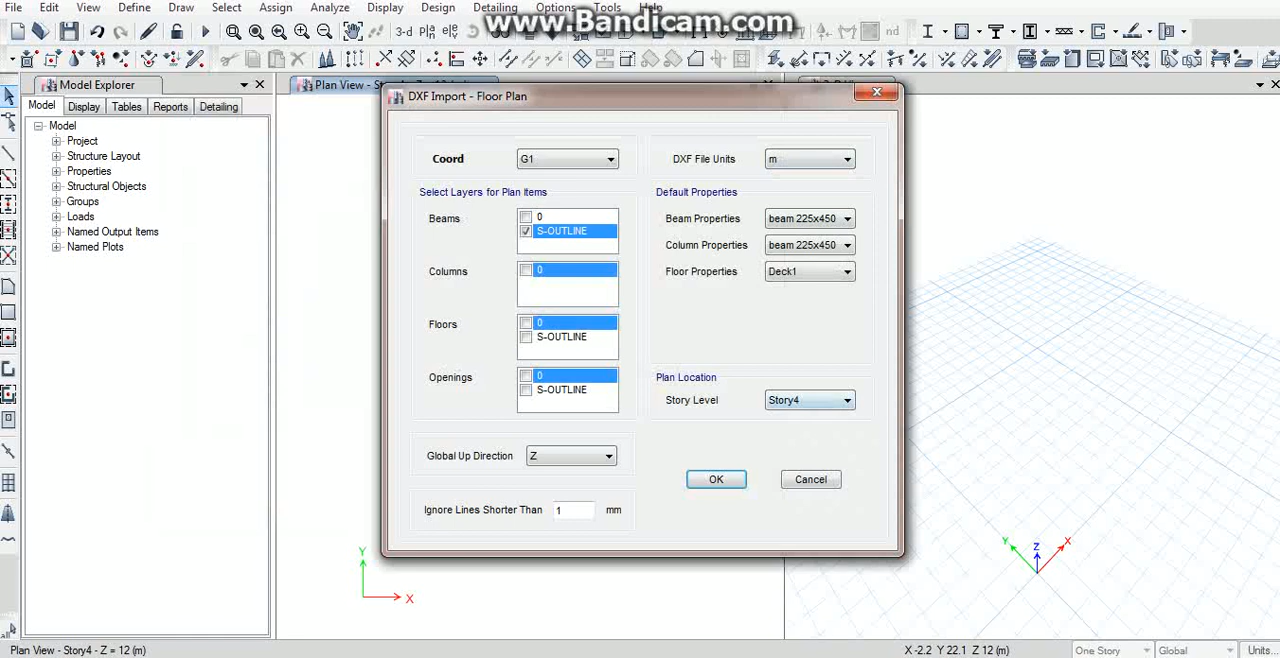 File Edit View Define Draw Select Assign Analyze Display Design Detailing Options Tools Help
www.Bandicam.com
3-d nd
Model Explorer
Plan View - Story4 - Z = 12 (m)
Model Display Tables Reports Detailing
Model
Project
Structure Layout
Properties
Structural Objects
Groups
Loads
Named Output Items
Named Plots
DXF Import - Floor Plan
Coord G1
DXF File Units m
Select Layers for Plan Items
Default Properties
Beams 0
S-OUTLINE
Beam Properties beam 225x450
Column Properties beam 225x450
Columns 0
Floor Properties Deck1
Floors 0
S-OUTLINE
Openings 0
S-OUTLINE
Plan Location
Story Level Story4
Global Up Direction Z
OK Cancel
Ignore Lines Shorter Than 1 mm
Y
X
Y Z X
Plan View - Story4 - Z = 12 (m)
X -2.2 Y 22.1 Z 12 (m)
One Story Global Units...